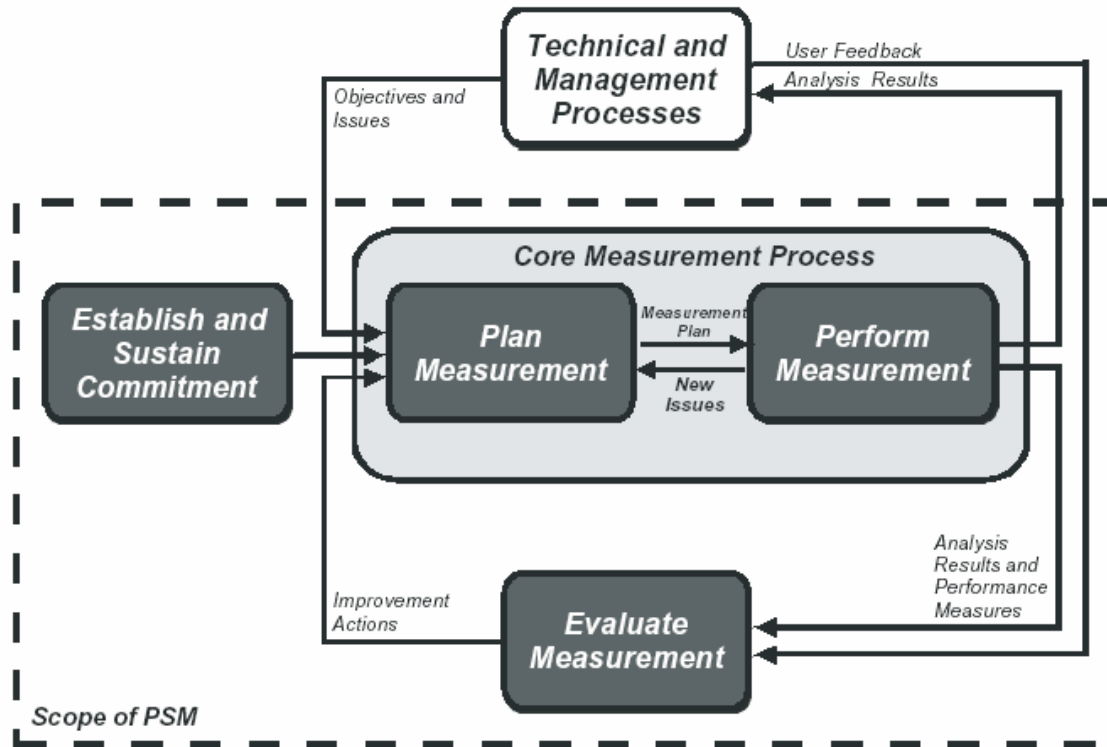 Technical and
Management
Processes
User Feedback
Analysis Results
Objectives and
Issues
Core Measurement Process
Establish and
Sustain
Commitment
Plan
Measurement
Measurement
Plan
New
Issues
Perform
Measurement
Analysis
Results and
Performance
Measures
Improvement
Actions
Evaluate
Measurement
Scope of PSM